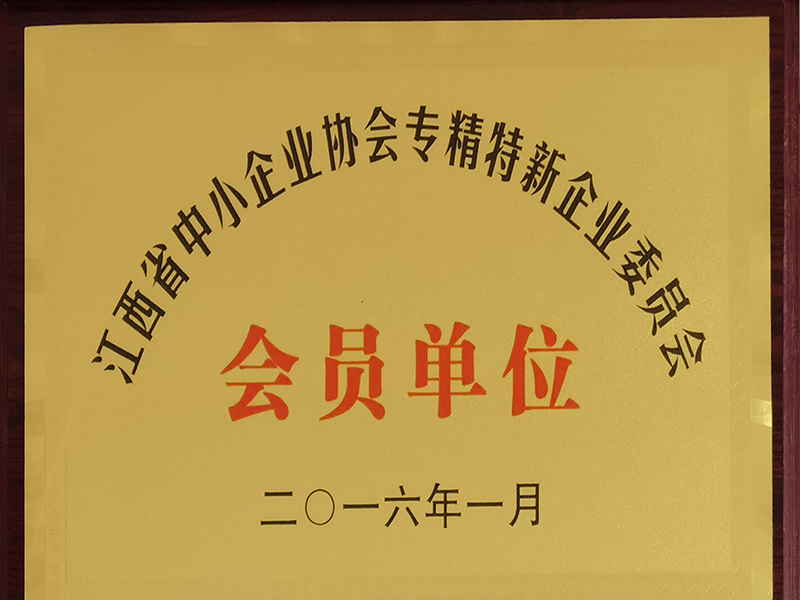 江西省中小企业协会专精特新企业委员会
会员单位
二〇一六年一月